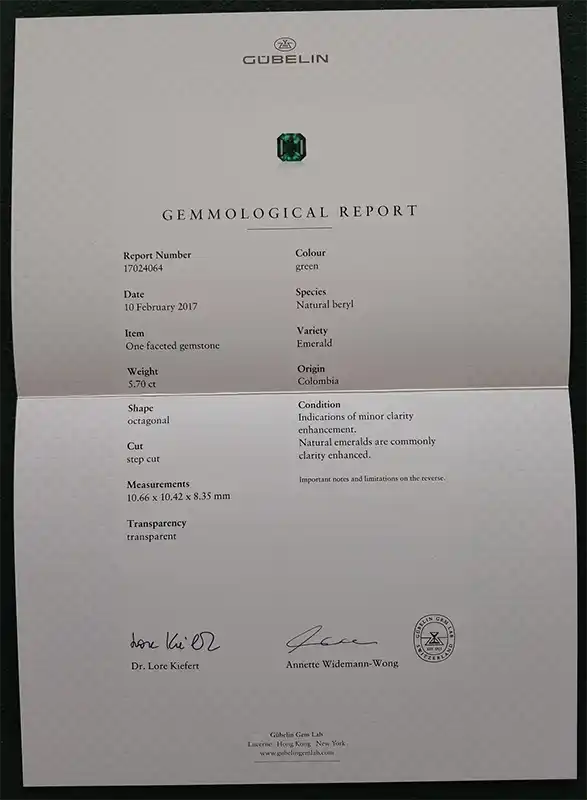 GÜBELIN
GEMMOLOGICAL REPORT
Report Number
17024064
Date
10 February 2017
Item
One faceted gemstone
Weight
5.70 ct
Shape
octagonal
Cut
step cut
Measurements
10.66 x 10.42 x 8.35 mm
Transparency
transparent
Colour
green
Species
Natural beryl
Variety
Emerald
Origin
Colombia
Condition
Indications of minor clarity
enhancement.
Natural emeralds are commonly
clarity enhanced.
Important notes and limitations on the reverse.
Dr. Lore Kiefert
Annette Widemann-Wong
GÜBELIN GEM LAB
SWITZERLAND
Gübelin Gem Lab
Lucerne Hong Kong New York
www.gubelingemlab.com